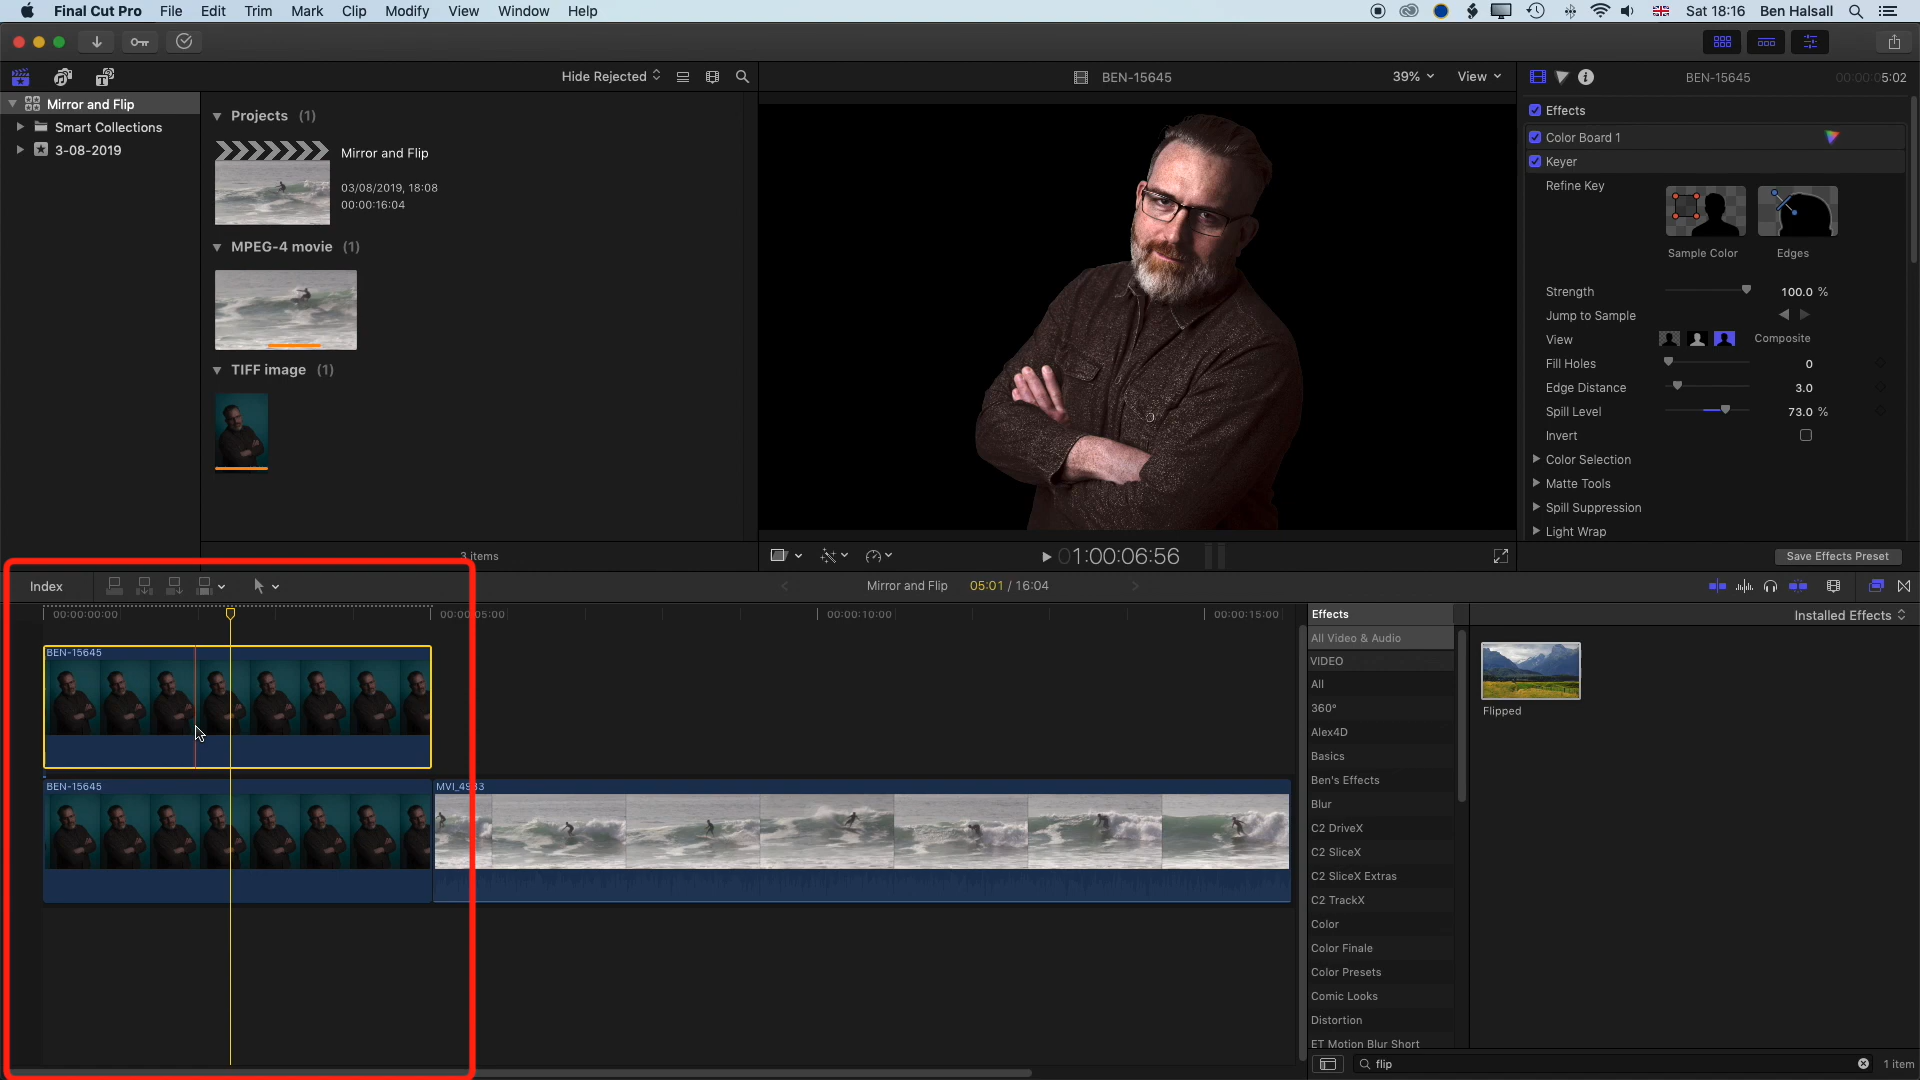 Final Cut Pro File Edit Trim Mark Clip Modify View Window Help Sat 18:16 Ben Halsall
Hide Rejected BEN-15645 39% View BEN-15645 00:00:05:02
Mirror and Flip
Smart Collections
3-08-2019
Projects (1)
Mirror and Flip
03/08/2019, 18:08
00:00:16:04
MPEG-4 movie (1)
TIFF image (1)
3 items
Effects
Color Board 1
Keyer
Refine Key
Sample Color Edges
Strength 100.0 %
Jump to Sample
View Composite
Fill Holes 0
Edge Distance 3.0
Spill Level 73.0 %
Invert
Color Selection
Matte Tools
Spill Suppression
Light Wrap
01:00:06:56 Save Effects Preset
Index Mirror and Flip 05:01 / 16:04
00:00:00:00 00:00:05:00 00:00:10:00 00:00:15:00
BEN-15645
BEN-15645 MVI_4983
Effects Installed Effects
All Video & Audio
VIDEO
All
360°
Alex4D
Basics
Ben's Effects
Blur
C2 DriveX
C2 SliceX
C2 SliceX Extras
C2 TrackX
Color
Color Finale
Color Presets
Comic Looks
Distortion
ET Motion Blur Short
Flipped
flip 1 item